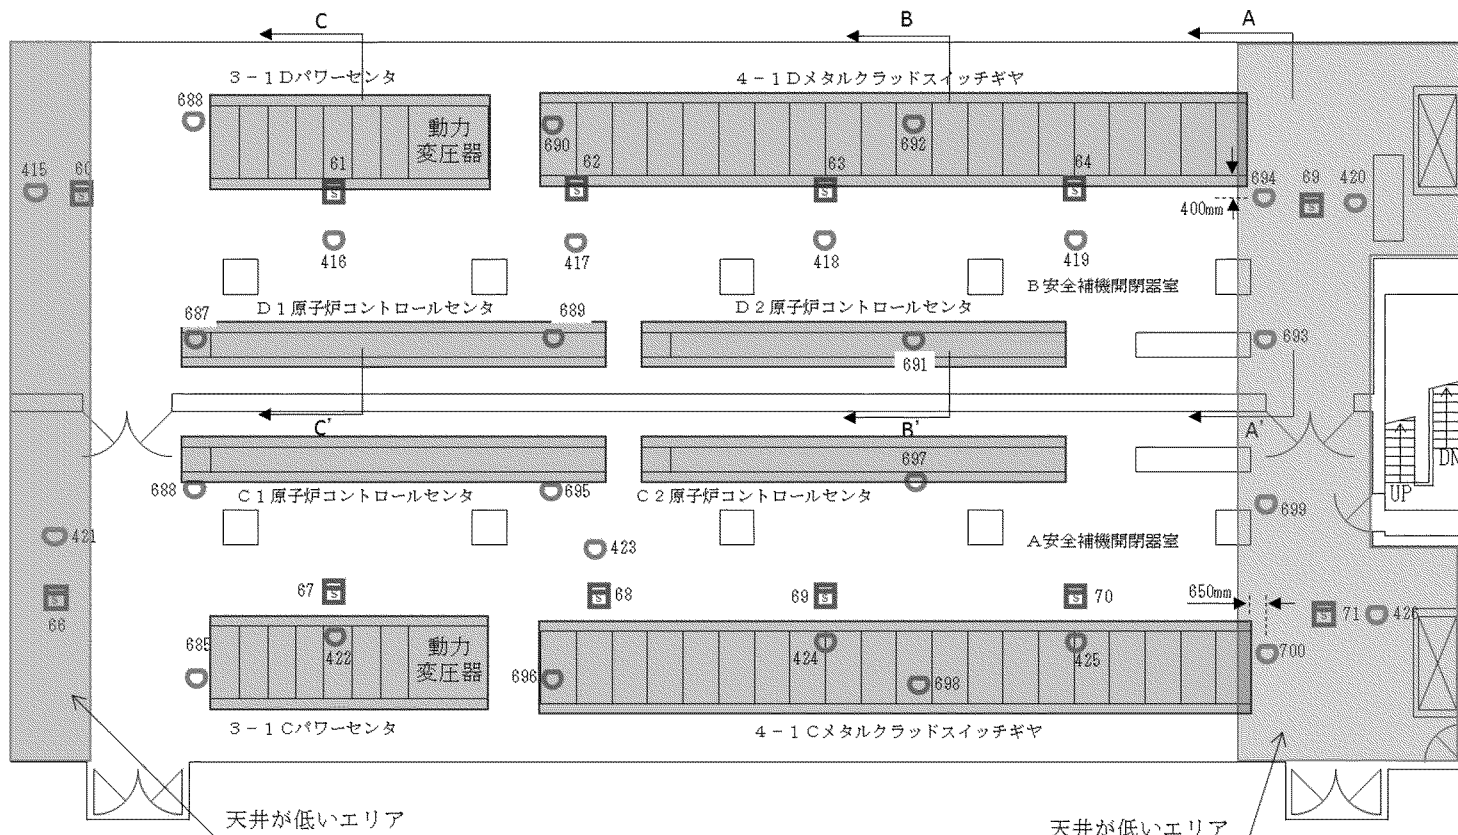 C
B
A
3-1Dパワーセンタ
4-1Dメタルクラッドスイッチギヤ
688
動力
変圧器
690
692
415
60
61
62
63
64
694
69
420
S
S
S
S
S
S
400mm
416
417
418
419
B安全補機開閉器室
D1原子炉コントロールセンタ
D2原子炉コントロールセンタ
687
689
691
693
C'
B'
A'
697
DN
UP
688
C1原子炉コントロールセンタ
695
C2原子炉コントロールセンタ
699
421
423
A安全補機開閉器室
67
68
69
70
650mm
S
S
S
S
S
S
66
71
426
685
422
動力
変圧器
424
425
700
696
698
3-1Cパワーセンタ
4-1Cメタルクラッドスイッチギヤ
天井が低いエリア
天井が低いエリア